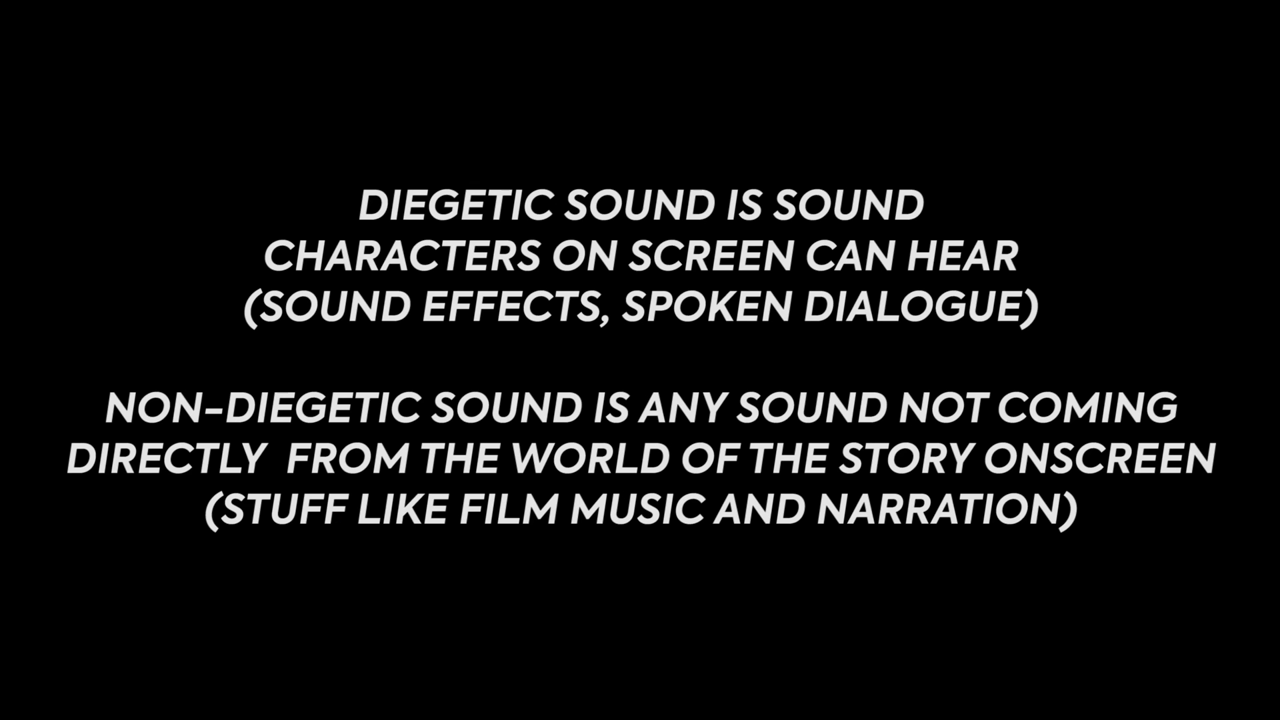 DIEGETIC SOUND IS SOUND
CHARACTERS ON SCREEN CAN HEAR
(SOUND EFFECTS, SPOKEN DIALOGUE)
NON-DIEGETIC SOUND IS ANY SOUND NOT COMING
DIRECTLY  FROM THE WORLD OF THE STORY ONSCREEN
(STUFF LIKE FILM MUSIC AND NARRATION)